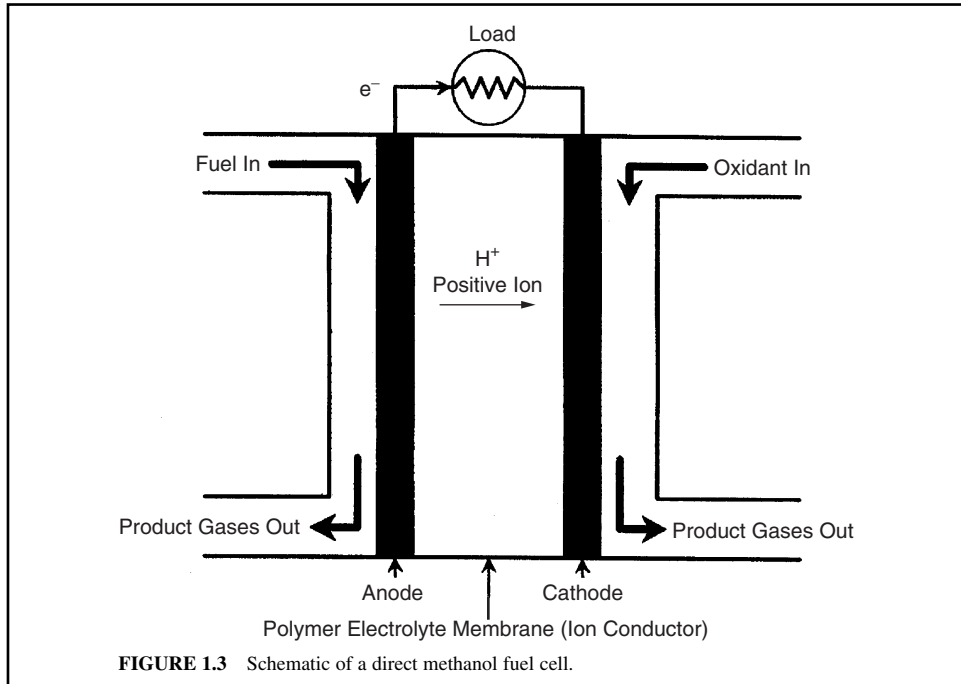 Load
e⁻
Fuel In
Oxidant In
H⁺
Positive Ion
Product Gases Out
Product Gases Out
Anode
Cathode
Polymer Electrolyte Membrane (Ion Conductor)
FIGURE 1.3 Schematic of a direct methanol fuel cell.